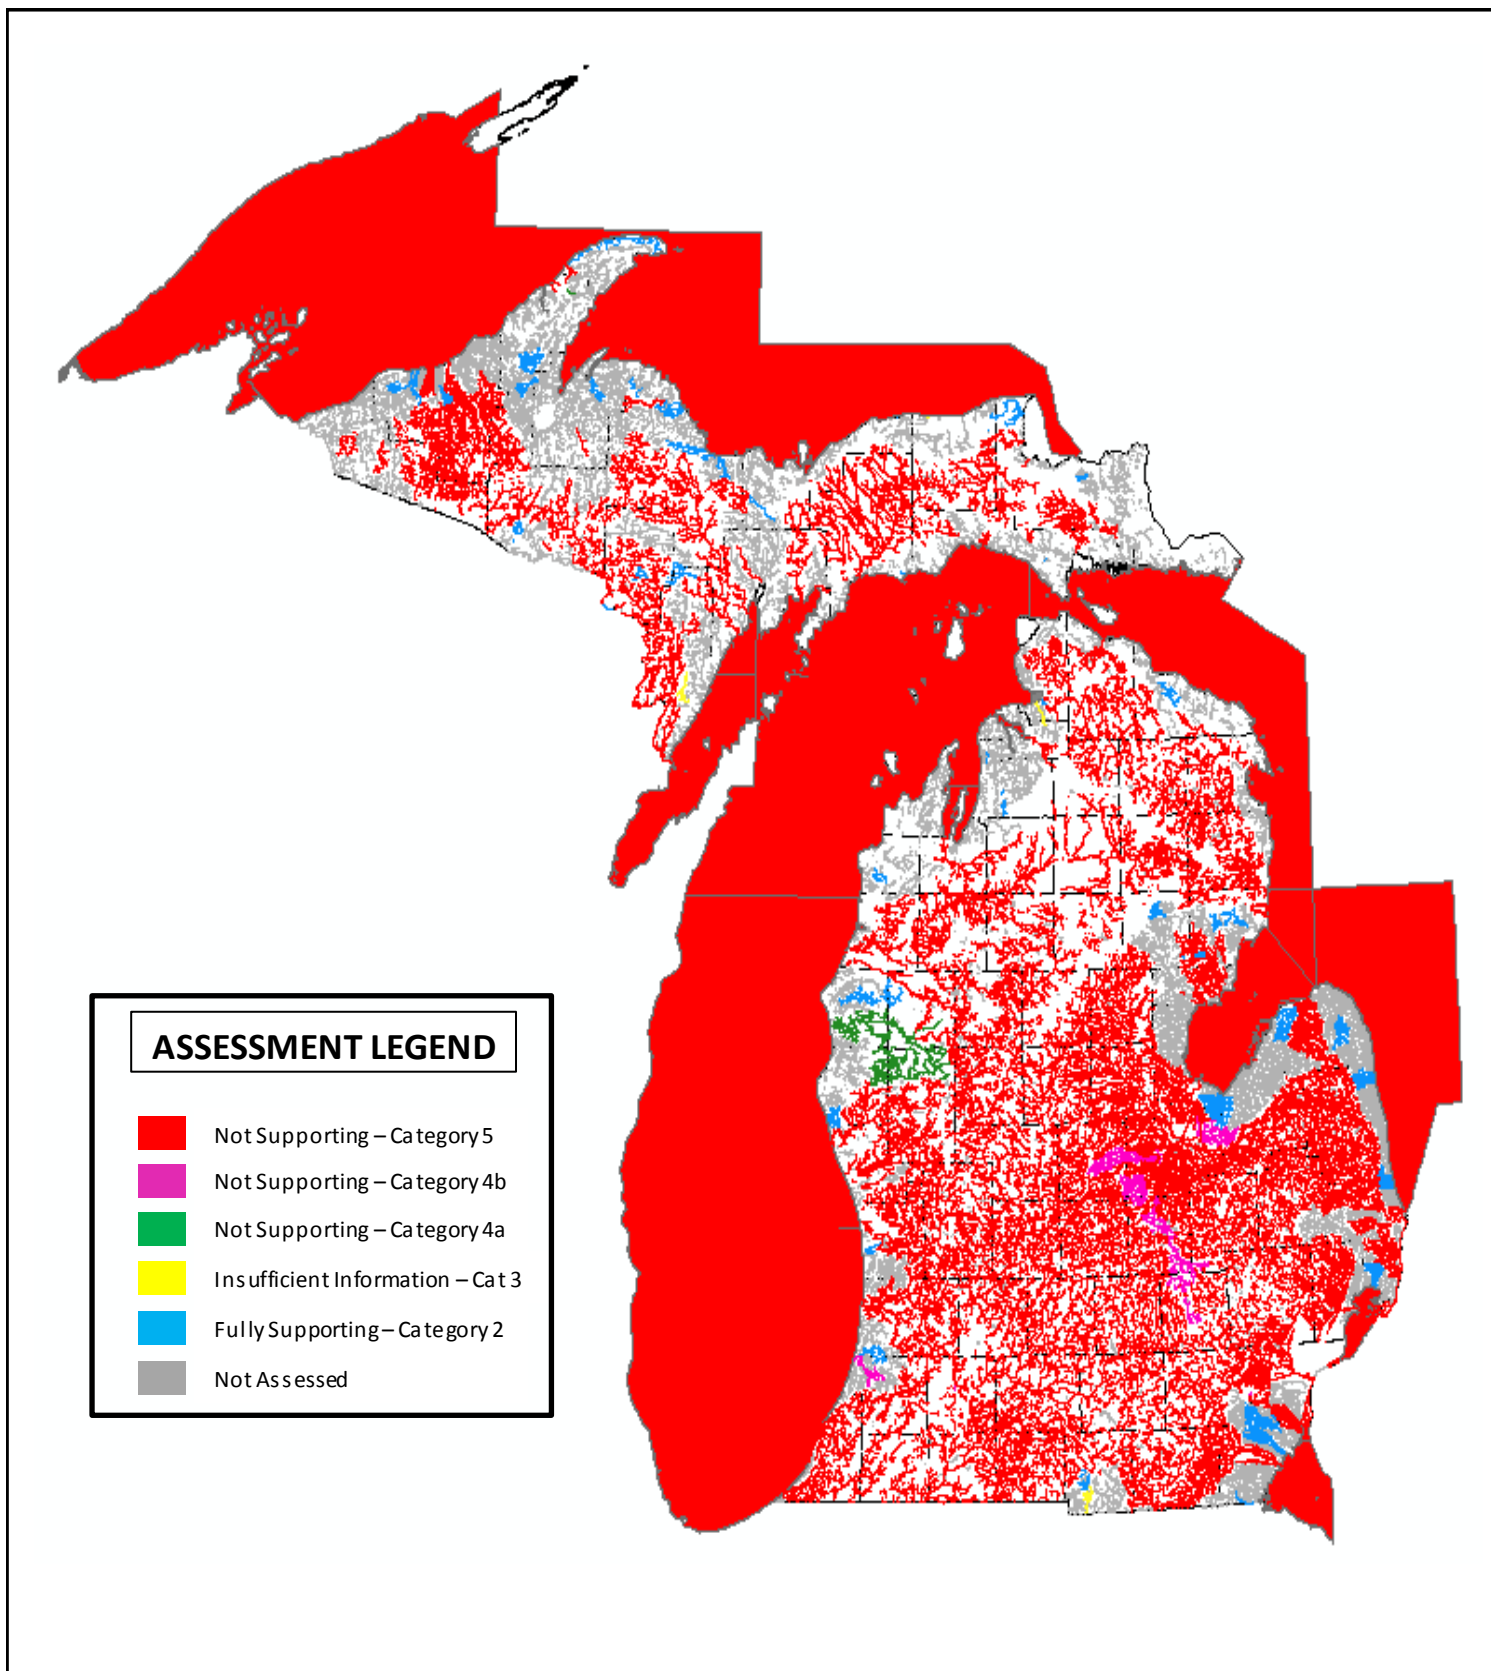 ASSESSMENT LEGEND
Not Supporting – Category 5
Not Supporting – Category 4b
Not Supporting – Category 4a
Insufficient Information – Cat 3
Fully Supporting – Category 2
Not Assessed